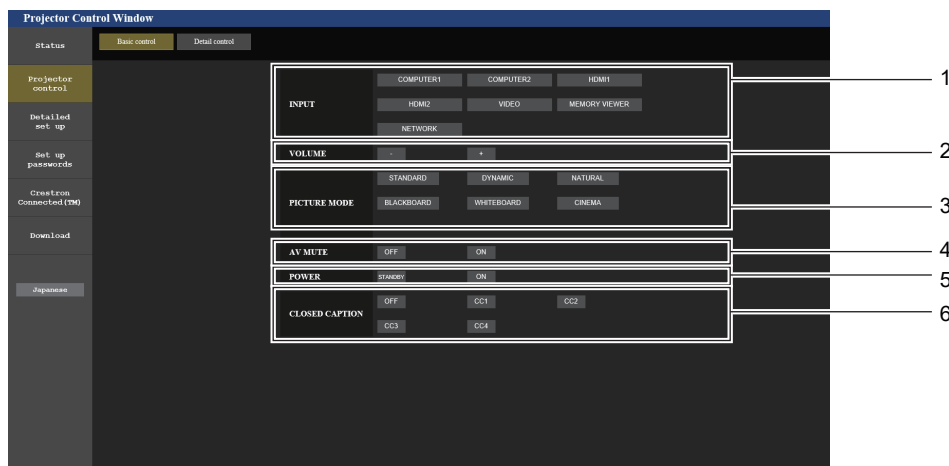 Projector Control Window
Status
Projector
control
Detailed
set up
Set up
passwords
Crestron
Connected(TM)
Download
Japanese
Basic control Detail control
INPUT
COMPUTER1 COMPUTER2 HDMI1
HDMI2 VIDEO MEMORY VIEWER
NETWORK
1
VOLUME - +
2
PICTURE MODE
STANDARD DYNAMIC NATURAL
BLACKBOARD WHITEBOARD CINEMA
3
AV MUTE OFF ON
4
POWER STANDBY ON
5
CLOSED CAPTION
OFF CC1 CC2
CC3 CC4
6